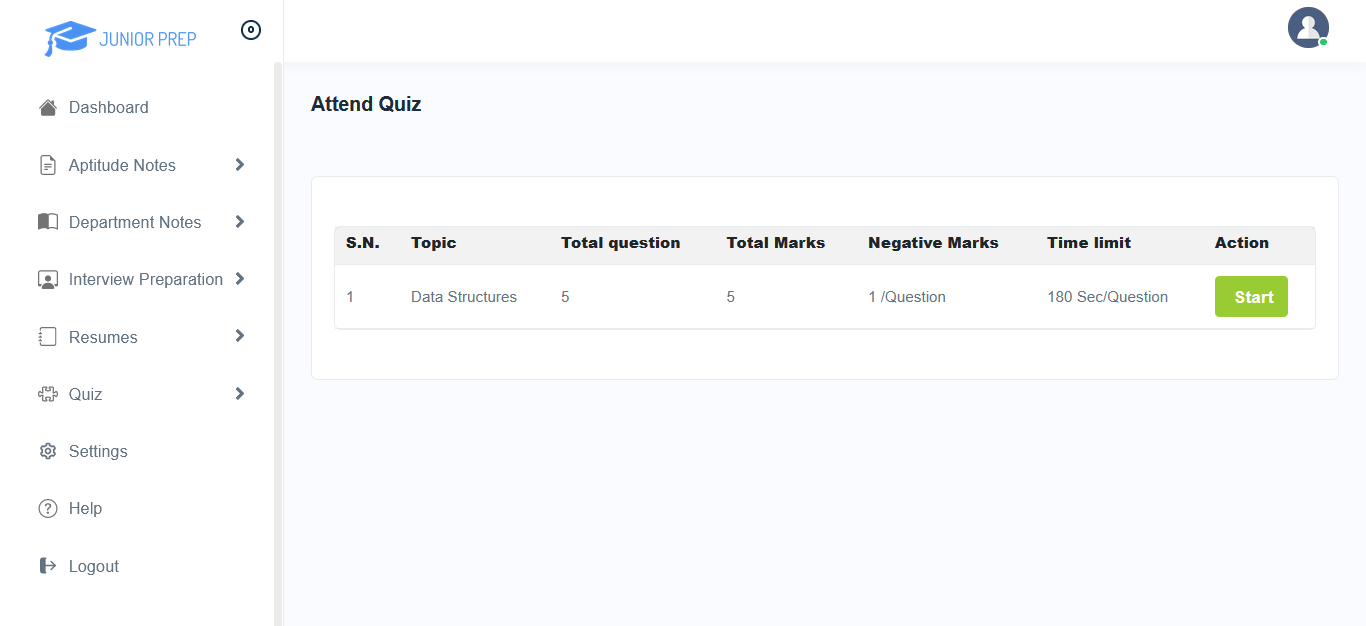 JUNIOR PREP
Dashboard
Aptitude Notes
Department Notes
Interview Preparation
Resumes
Quiz
Settings
Help
Logout
Attend Quiz
S.N. Topic Total question Total Marks Negative Marks Time limit Action
1 Data Structures 5 5 1 /Question 180 Sec/Question Start